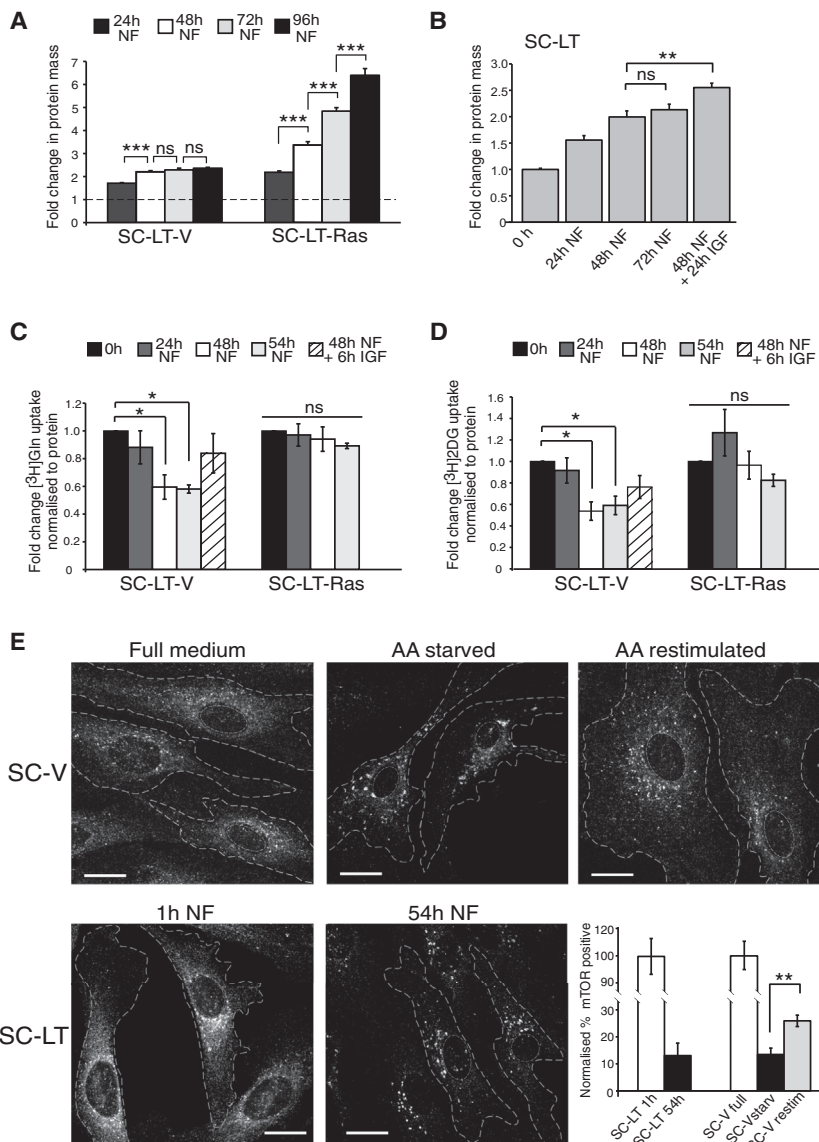 A
24h NF
48h NF
72h NF
96h NF
Fold change in protein mass
7
6
5
4
3
2
1
0
***
ns
ns
***
***
***
SC-LT-V
SC-LT-Ras
B
SC-LT
Fold change in protein mass
3.0
2.5
2.0
1.5
1.0
0.5
0
**
ns
0 h
24h NF
48h NF
72h NF
48h NF
+ 24h IGF
C
0h
24h NF
48h NF
54h NF
48h NF + 6h IGF
Fold change [³H]Gln uptake
normalised to protein
1.2
1.0
0.8
0.6
0.4
0.2
0
*
*
ns
SC-LT-V
SC-LT-Ras
D
0h
24h NF
48h NF
54h NF
48h NF + 6h IGF
Fold change [³H]2DG uptake
normalised to protein
1.6
1.4
1.2
1.0
0.8
0.6
0.4
0.2
0
*
*
ns
SC-LT-V
SC-LT-Ras
E
Full medium
AA starved
AA restimulated
SC-V
1h NF
54h NF
SC-LT
Normalised % mTOR positive
120
100
90
30
20
10
0
**
SC-LT 1h
SC-LT 54h
SC-V full
SC-Vstarv
SC-V restim